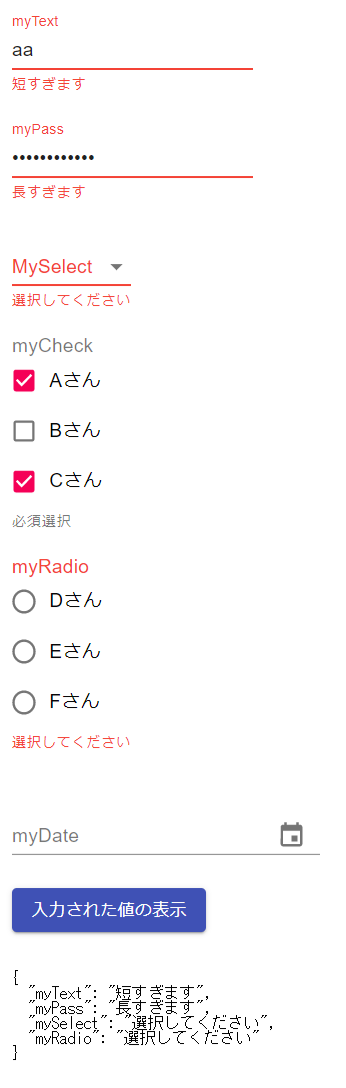 myText
aa
短すぎます
myPass
••••••••••••
長すぎます
MySelect
選択してください
myCheck
Aさん
Bさん
Cさん
必須選択
myRadio
Dさん
Eさん
Fさん
選択してください
myDate
入力された値の表示
{
"myText": "短すぎます",
"myPass": "長すぎます",
"mySelect": "選択してください",
"myRadio": "選択してください"
}